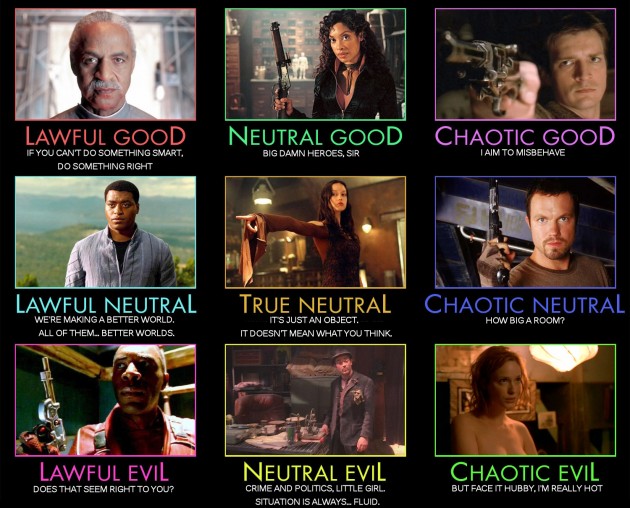 LAWFUL GOOD
IF YOU CAN'T DO SOMETHING SMART,
DO SOMETHING RIGHT
NEUTRAL GOOD
BIG DAMN HEROES, SIR
CHAOTIC GOOD
I AIM TO MISBEHAVE
LAWFUL NEUTRAL
WE'RE MAKING A BETTER WORLD.
ALL OF THEM... BETTER WORLDS.
TRUE NEUTRAL
IT'S JUST AN OBJECT.
IT DOESN'T MEAN WHAT YOU THINK.
CHAOTIC NEUTRAL
HOW BIG A ROOM?
LAWFUL EVIL
DOES THAT SEEM RIGHT TO YOU?
NEUTRAL EVIL
CRIME AND POLITICS, LITTLE GIRL.
SITUATION IS ALWAYS... FLUID.
CHAOTIC EVIL
BUT FACE IT HUBBY, I'M REALLY HOT